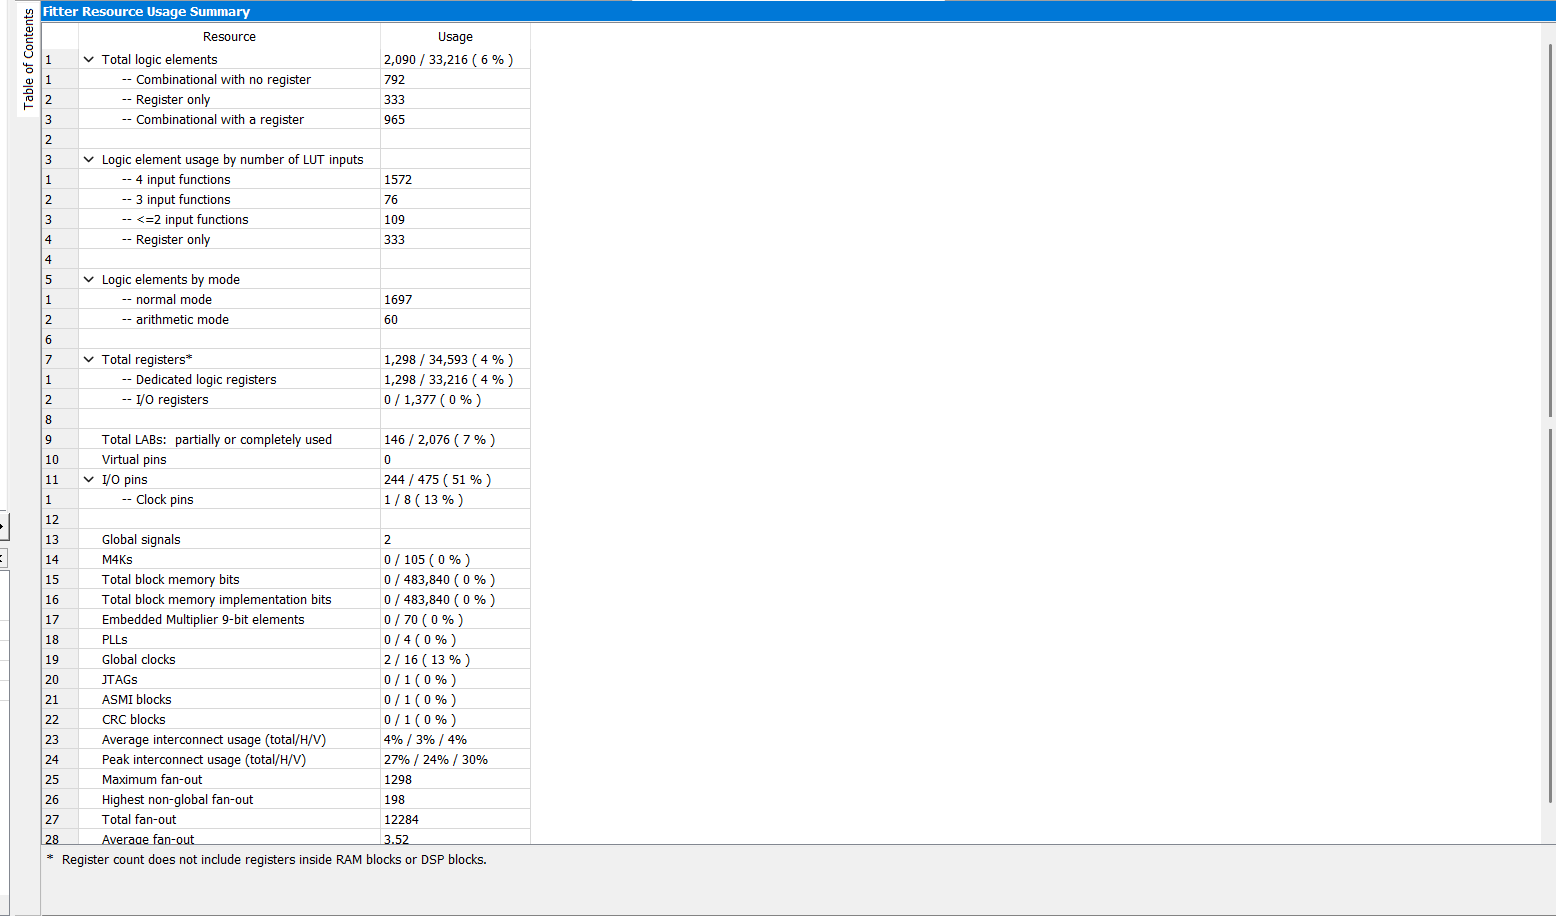 Fitter Resource Usage Summary
Table of Contents
Resource Usage
1 Total logic elements 2,090 / 33,216 ( 6 % )
1 -- Combinational with no register 792
2 -- Register only 333
3 -- Combinational with a register 965
2
3 Logic element usage by number of LUT inputs
1 -- 4 input functions 1572
2 -- 3 input functions 76
3 -- <=2 input functions 109
4 -- Register only 333
4
5 Logic elements by mode
1 -- normal mode 1697
2 -- arithmetic mode 60
6
7 Total registers* 1,298 / 34,593 ( 4 % )
1 -- Dedicated logic registers 1,298 / 33,216 ( 4 % )
2 -- I/O registers 0 / 1,377 ( 0 % )
8
9 Total LABs:  partially or completely used 146 / 2,076 ( 7 % )
10 Virtual pins 0
11 I/O pins 244 / 475 ( 51 % )
1 -- Clock pins 1 / 8 ( 13 % )
12
13 Global signals 2
14 M4Ks 0 / 105 ( 0 % )
15 Total block memory bits 0 / 483,840 ( 0 % )
16 Total block memory implementation bits 0 / 483,840 ( 0 % )
17 Embedded Multiplier 9-bit elements 0 / 70 ( 0 % )
18 PLLs 0 / 4 ( 0 % )
19 Global clocks 2 / 16 ( 13 % )
20 JTAGs 0 / 1 ( 0 % )
21 ASMI blocks 0 / 1 ( 0 % )
22 CRC blocks 0 / 1 ( 0 % )
23 Average interconnect usage (total/H/V) 4% / 3% / 4%
24 Peak interconnect usage (total/H/V) 27% / 24% / 30%
25 Maximum fan-out 1298
26 Highest non-global fan-out 198
27 Total fan-out 12284
28 Average fan-out 3.52
* Register count does not include registers inside RAM blocks or DSP blocks.